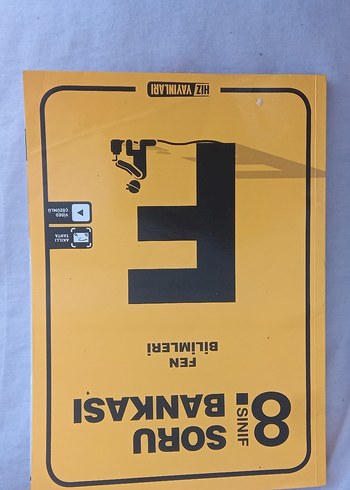 8.
SINIF
SORU
BANKASI
FEN
BİLİMLERİ
AKILLI
TAHTA
VİDEO
ÇÖZÜMLÜ
F
HIZ YAYINLARI